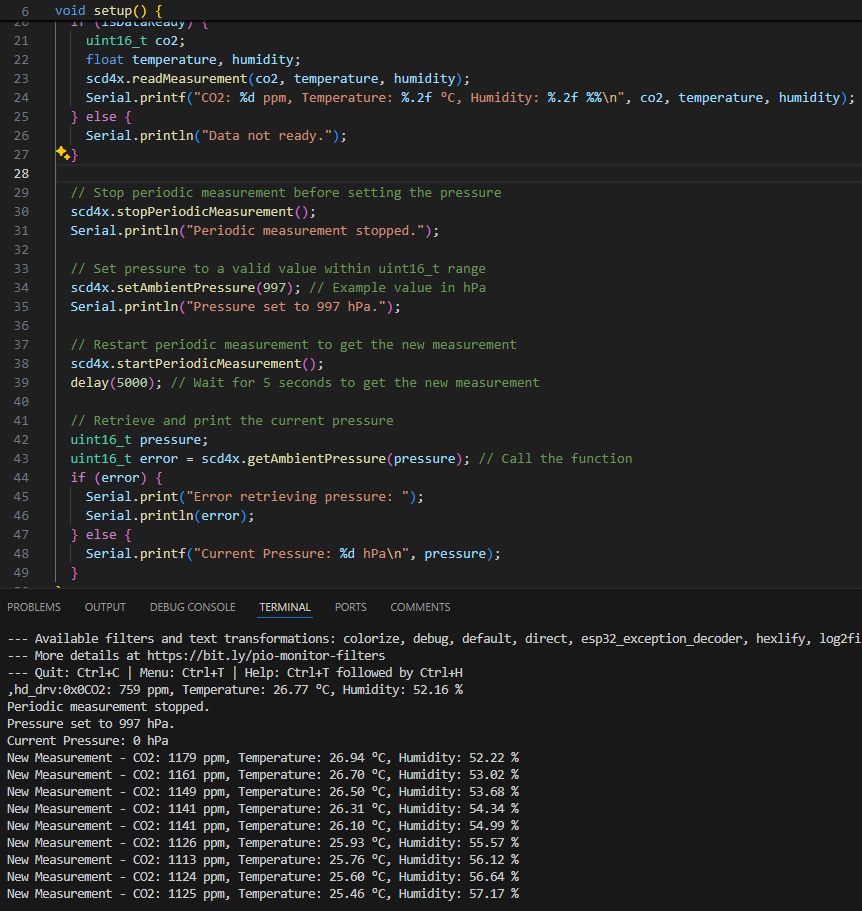 6 void setup() {
20 if (isDataReady) {
21 uint16_t co2;
22 float temperature, humidity;
23 scd4x.readMeasurement(co2, temperature, humidity);
24 Serial.printf("CO2: %d ppm, Temperature: %.2f ºC, Humidity: %.2f %%\n", co2, temperature, humidity);
25 } else {
26 Serial.println("Data not ready.");
27 }
28
29 // Stop periodic measurement before setting the pressure
30 scd4x.stopPeriodicMeasurement();
31 Serial.println("Periodic measurement stopped.");
32
33 // Set pressure to a valid value within uint16_t range
34 scd4x.setAmbientPressure(997); // Example value in hPa
35 Serial.println("Pressure set to 997 hPa.");
36
37 // Restart periodic measurement to get the new measurement
38 scd4x.startPeriodicMeasurement();
39 delay(5000); // Wait for 5 seconds to get the new measurement
40
41 // Retrieve and print the current pressure
42 uint16_t pressure;
43 uint16_t error = scd4x.getAmbientPressure(pressure); // Call the function
44 if (error) {
45 Serial.print("Error retrieving pressure: ");
46 Serial.println(error);
47 } else {
48 Serial.printf("Current Pressure: %d hPa\n", pressure);
49 }
PROBLEMS OUTPUT DEBUG CONSOLE TERMINAL PORTS COMMENTS
--- Available filters and text transformations: colorize, debug, default, direct, esp32_exception_decoder, hexlify, log2fi
--- More details at https://bit.ly/pio-monitor-filters
--- Quit: Ctrl+C | Menu: Ctrl+T | Help: Ctrl+T followed by Ctrl+H
,hd_drv:0x0CO2: 759 ppm, Temperature: 26.77 ºC, Humidity: 52.16 %
Periodic measurement stopped.
Pressure set to 997 hPa.
Current Pressure: 0 hPa
New Measurement - CO2: 1179 ppm, Temperature: 26.94 ºC, Humidity: 52.22 %
New Measurement - CO2: 1161 ppm, Temperature: 26.70 ºC, Humidity: 53.02 %
New Measurement - CO2: 1149 ppm, Temperature: 26.50 ºC, Humidity: 53.68 %
New Measurement - CO2: 1141 ppm, Temperature: 26.31 ºC, Humidity: 54.34 %
New Measurement - CO2: 1141 ppm, Temperature: 26.10 ºC, Humidity: 54.99 %
New Measurement - CO2: 1126 ppm, Temperature: 25.93 ºC, Humidity: 55.57 %
New Measurement - CO2: 1113 ppm, Temperature: 25.76 ºC, Humidity: 56.12 %
New Measurement - CO2: 1124 ppm, Temperature: 25.60 ºC, Humidity: 56.64 %
New Measurement - CO2: 1125 ppm, Temperature: 25.46 ºC, Humidity: 57.17 %